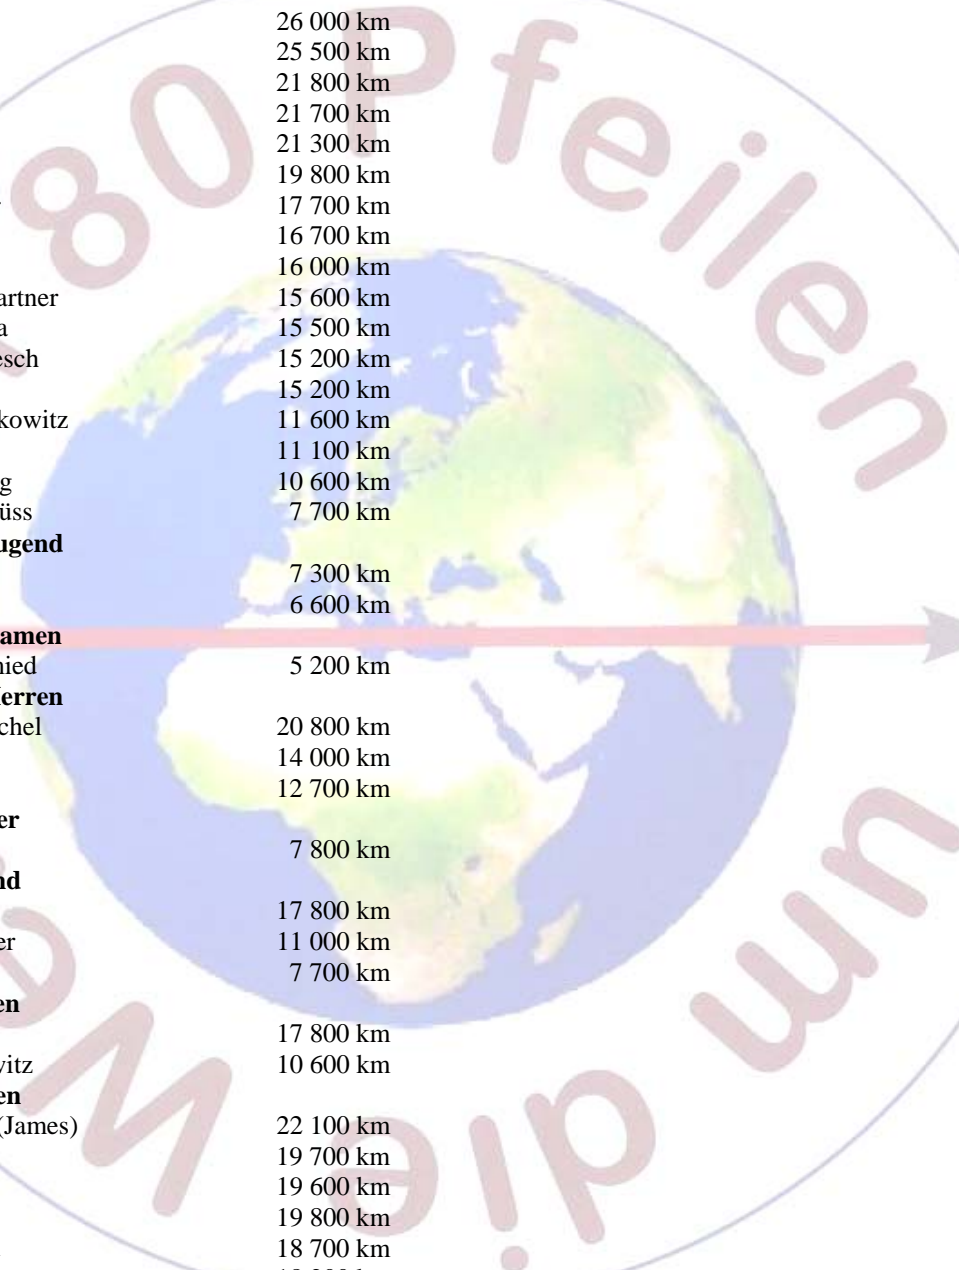 26 000 km
25 500 km
21 800 km
21 700 km
21 300 km
19 800 km
17 700 km
16 700 km
16 000 km
artner 15 600 km
a 15 500 km
esch 15 200 km
15 200 km
kowitz 11 600 km
11 100 km
g 10 600 km
üss 7 700 km
ugend
7 300 km
6 600 km
amen
nied 5 200 km
erren
chel 20 800 km
14 000 km
12 700 km
er
7 800 km
nd
17 800 km
er 11 000 km
7 700 km
en
17 800 km
vitz 10 600 km
en
(James) 22 100 km
19 700 km
19 600 km
19 800 km
18 700 km
80 Pfeilen
um die We